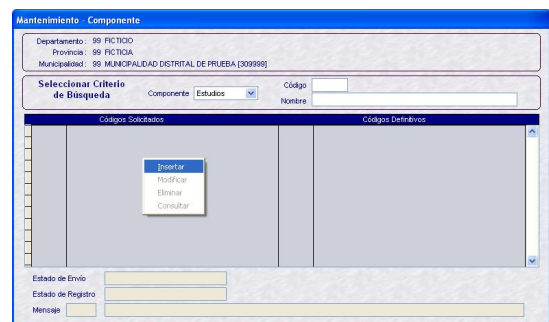 Mantenimiento - Componente
Departamento : 99 FICTICIO
Provincia : 99 FICTICIA
Municipalidad : 99 MUNICIPALIDAD DISTRITAL DE PRUEBA [309999]
Seleccionar Criterio de Búsqueda
Componente Estudios
Código
Nombre
Códigos Solicitados Códigos Definitivos
Insertar
Modificar
Eliminar
Consultar
Estado de Envío
Estado de Registro
Mensaje